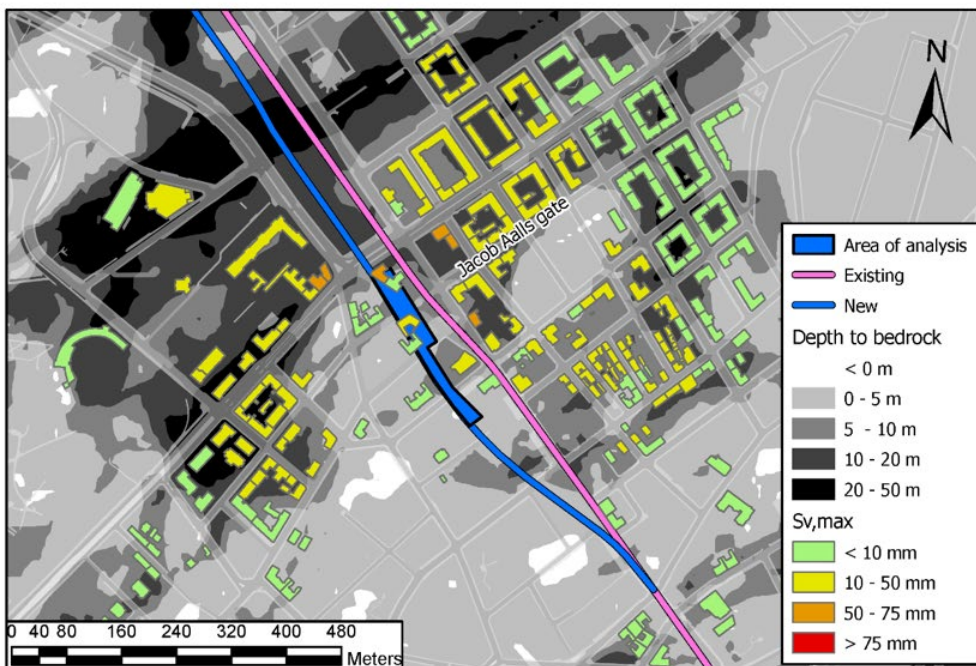 N
Jacob Aalls gate
Area of analysis
Existing
New
Depth to bedrock
< 0 m
0 - 5 m
5 - 10 m
10 - 20 m
20 - 50 m
Sv,max
< 10 mm
10 - 50 mm
50 - 75 mm
> 75 mm
0 40 80 160 240 320 400 480
Meters